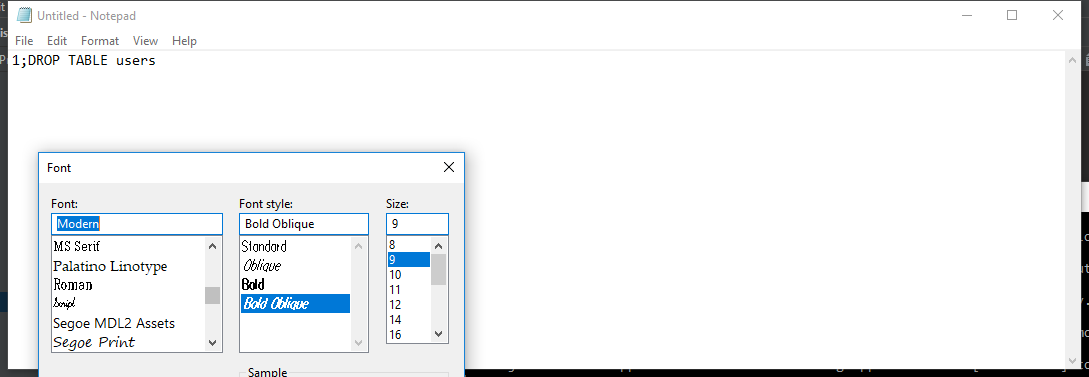 Untitled - Notepad
File Edit Format View Help
1;DROP TABLE users
Font
Font: Font style: Size:
Modern Bold Oblique 9
MS Serif Standard 8
Palatino Linotype Oblique 9
Roman Bold 10
Script Bold Oblique 11
Segoe MDL2 Assets 12
Segoe Print 14
16
Sample